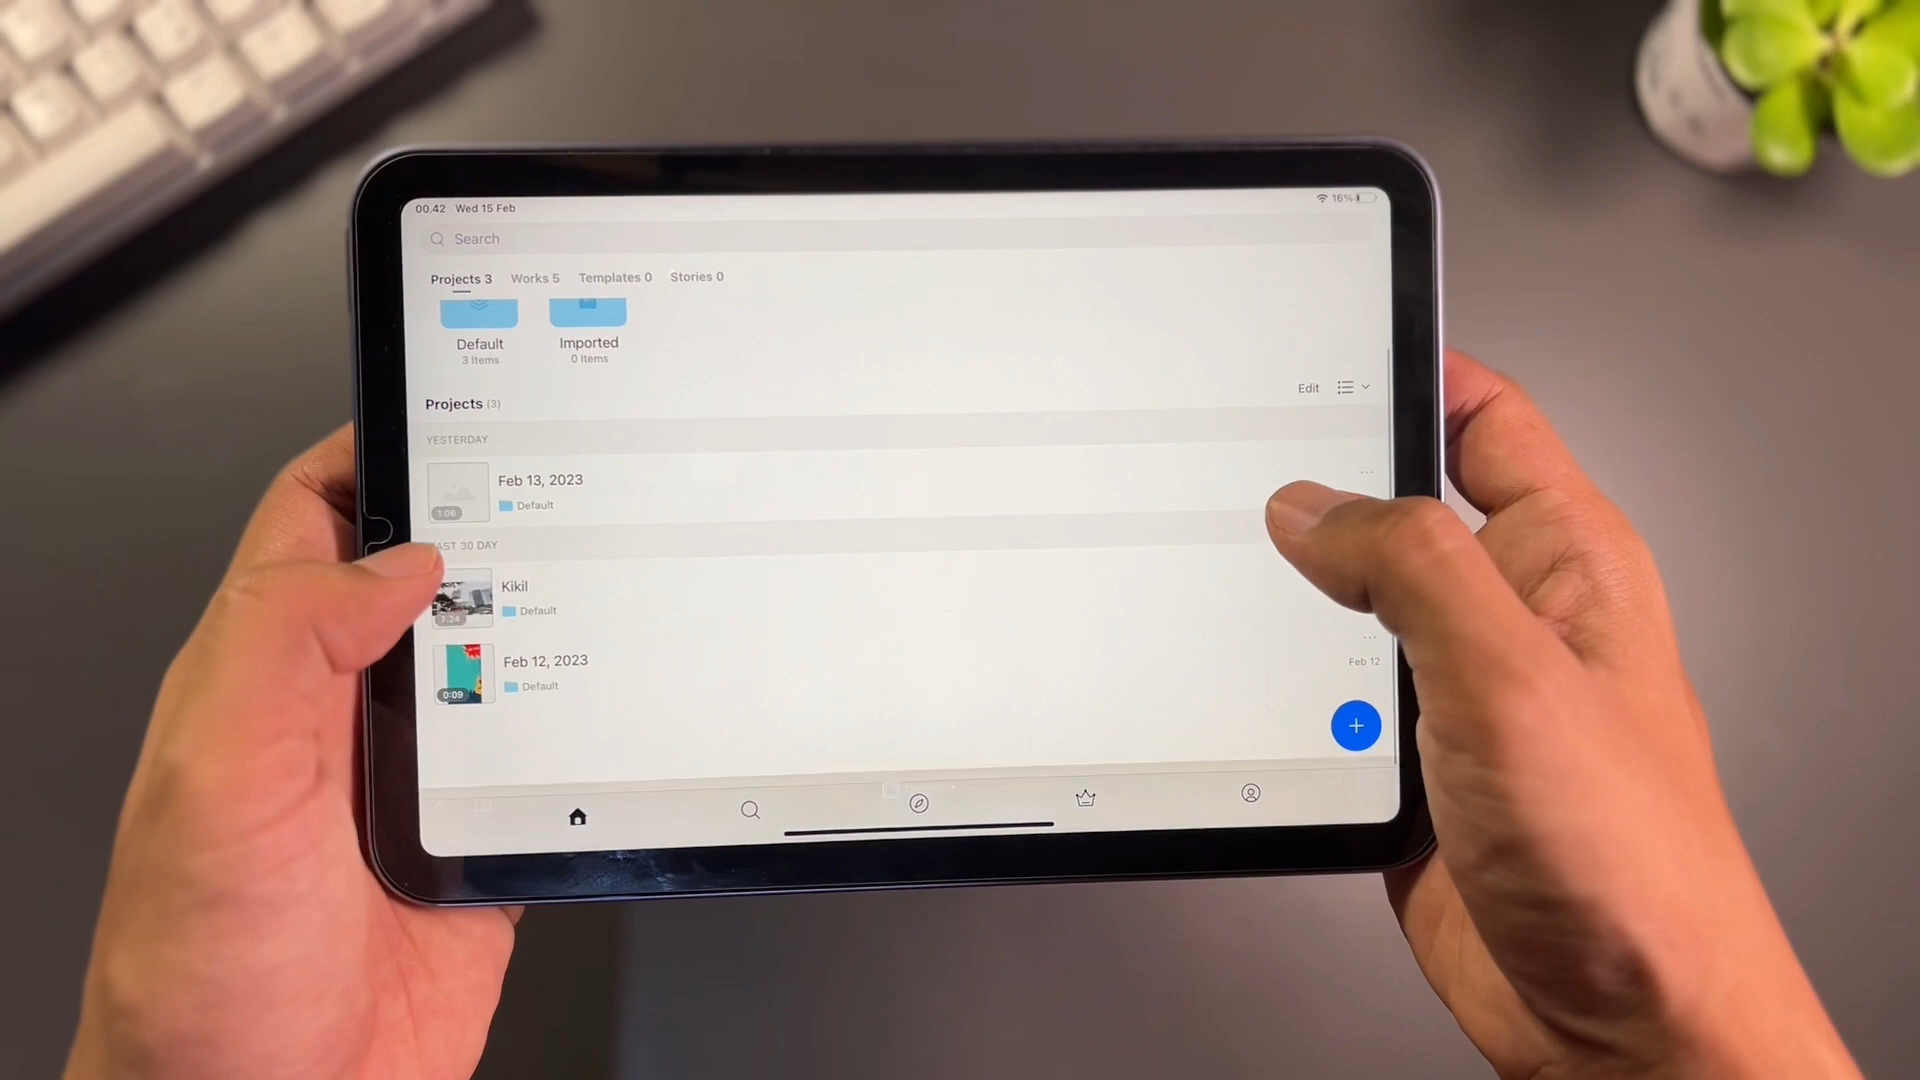 00.42 Wed 15 Feb
16%
Search
Projects 3 Works 5 Templates 0 Stories 0
Default
3 Items
Imported
0 Items
Projects (3)
Edit
YESTERDAY
Feb 13, 2023
1:06
Default
AST 30 DAY
Kikil
7:24
Default
Feb 12, 2023
0:09
Default
Feb 12